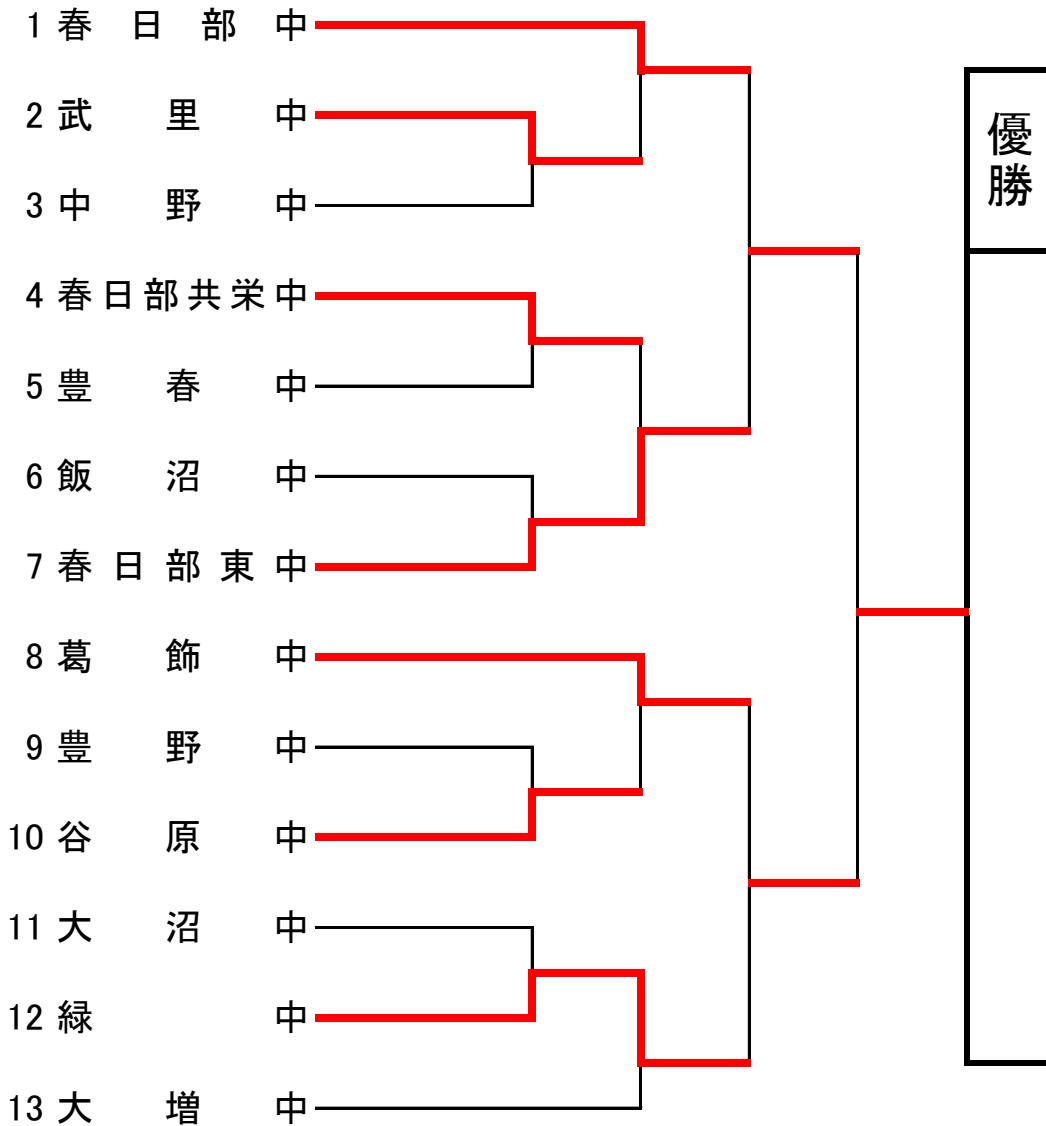 1 春日部中
優勝
2 武里中
3 中野中
4 春日部共栄中
5 豊春中
6 飯沼中
7 春日部東中
8 葛飾中
9 豊野中
10 谷原中
11 大沼中
12 緑中
13 大増中